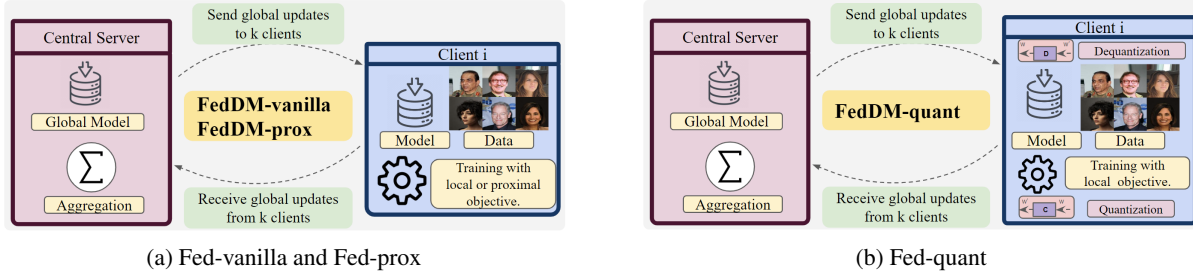 Send global updates
to k clients
Central Server
Client i
FedDM-vanilla
FedDM-prox
Global Model
Model
Data
Training with
local or proximal
objective.
Aggregation
Receive global updates
from k clients
(a) Fed-vanilla and Fed-prox
Send global updates
to k clients
Central Server
Client i
W'
D
W
Dequantization
FedDM-quant
Global Model
Model
Data
Training with
local objective.
Aggregation
Receive global updates
from k clients
W'
C
W
Quantization
(b) Fed-quant